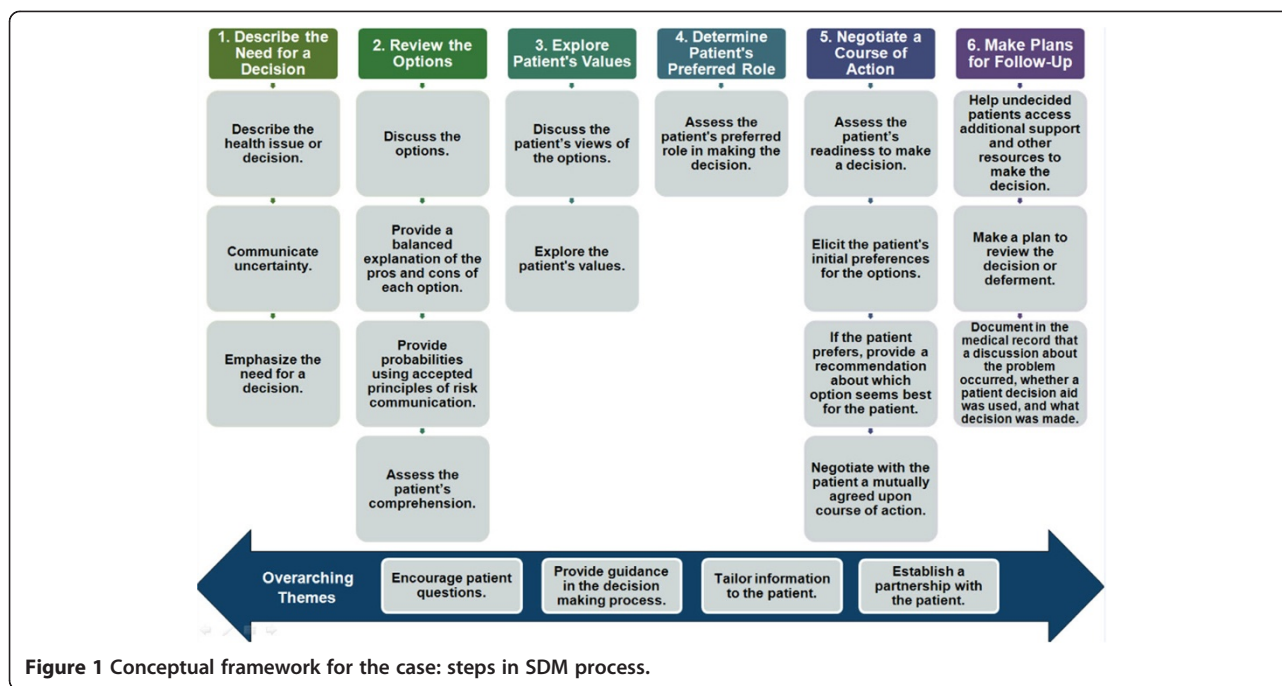 1. Describe the
Need for a
Decision
Describe the
health issue or
decision.
Communicate
uncertainty.
Emphasize the
need for a
decision.
2. Review the
Options
Discuss the
options.
Provide a
balanced
explanation of the
pros and cons of
each option.
Provide
probabilities
using accepted
principles of risk
communication.
Assess the
patient's
comprehension.
3. Explore
Patient's Values
Discuss the
patient's views of
the options.
Explore the
patient's values.
4. Determine
Patient's
Preferred Role
Assess the
patient's preferred
role in making the
decision.
5. Negotiate a
Course of
Action
Assess the
patient's
readiness to make
a decision.
Elicit the patient's
initial preferences
for the options.
If the patient
prefers, provide a
recommendation
about which
option seems best
for the patient.
Negotiate with the
patient a mutually
agreed upon
course of action.
6. Make Plans
for Follow-Up
Help undecided
patients access
additional support
and other
resources to
make the
decision.
Make a plan to
review the
decision or
deferment.
Document in the
medical record that
a discussion about
the problem
occurred, whether a
patient decision aid
was used, and what
decision was made.
Overarching
Themes
Encourage patient
questions.
Provide guidance
in the decision
making process.
Tailor information
to the patient.
Establish a
partnership with
the patient.
Figure 1 Conceptual framework for the case: steps in SDM process.